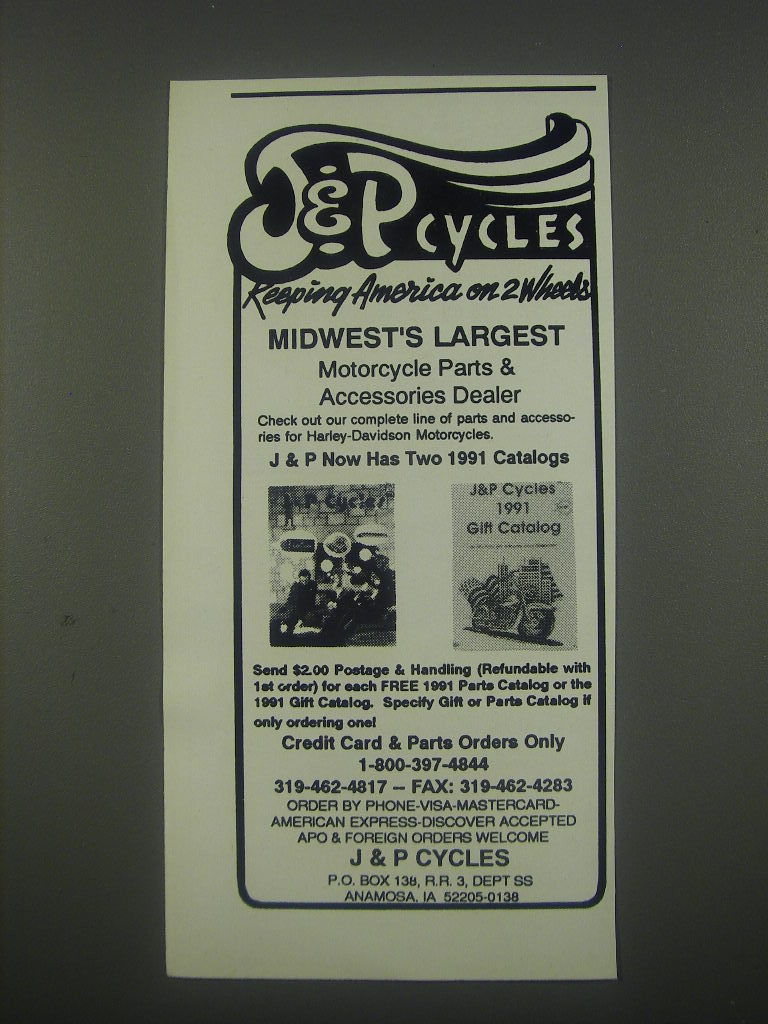 J & P CYCLES
Keeping America on 2 Wheels
MIDWEST'S LARGEST
Motorcycle Parts &
Accessories Dealer
Check out our complete line of parts and accesso-
ries for Harley-Davidson Motorcycles.
J & P Now Has Two 1991 Catalogs
J&P Cycles
J&P Cycles
1991
Gift Catalog
Send $2.00 Postage & Handling (Refundable with
1st order) for each FREE 1991 Parts Catalog or the
1991 Gift Catalog. Specify Gift or Parts Catalog if
only ordering one!
Credit Card & Parts Orders Only
1-800-397-4844
319-462-4817 -- FAX: 319-462-4283
ORDER BY PHONE-VISA-MASTERCARD-
AMERICAN EXPRESS-DISCOVER ACCEPTED
APO & FOREIGN ORDERS WELCOME
J & P CYCLES
P.O. BOX 138, R.R. 3, DEPT SS
ANAMOSA, IA 52205-0138